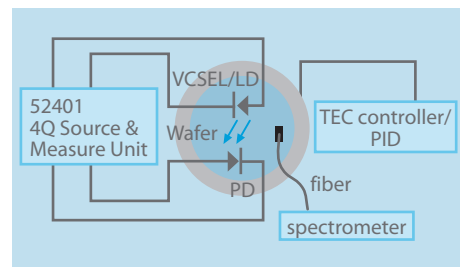 VCSEL/LD
52401
4Q Source &
Measure Unit
Wafer
PD
TEC controller/
PID
fiber
spectrometer